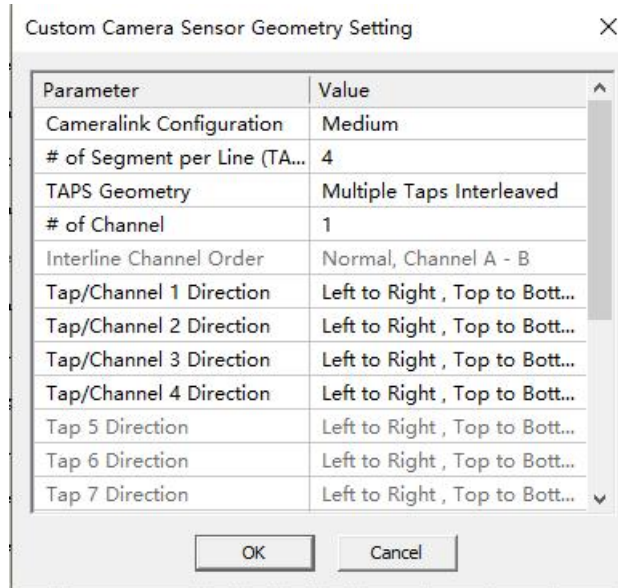 Custom Camera Sensor Geometry Setting
Parameter Value
Cameralink Configuration Medium
# of Segment per Line (TA... 4
TAPS Geometry Multiple Taps Interleaved
# of Channel 1
Interline Channel Order Normal, Channel A - B
Tap/Channel 1 Direction Left to Right , Top to Bott...
Tap/Channel 2 Direction Left to Right , Top to Bott...
Tap/Channel 3 Direction Left to Right , Top to Bott...
Tap/Channel 4 Direction Left to Right , Top to Bott...
Tap 5 Direction Left to Right , Top to Bott...
Tap 6 Direction Left to Right , Top to Bott...
Tap 7 Direction Left to Right , Top to Bott...
OK Cancel